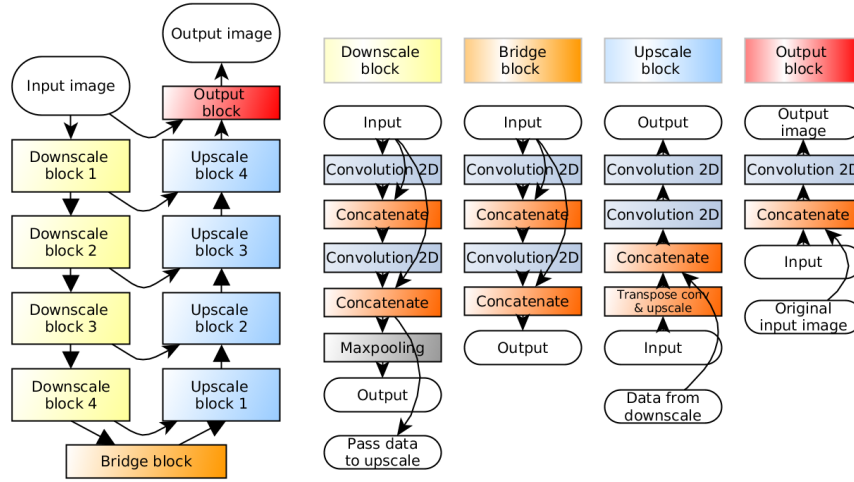 Input image
Output image
Output
block
Downscale
block 1
Upscale
block 4
Downscale
block 2
Upscale
block 3
Downscale
block 3
Upscale
block 2
Downscale
block 4
Upscale
block 1
Bridge block
Downscale
block
Input
Convolution 2D
Concatenate
Convolution 2D
Concatenate
Maxpooling
Output
Pass data
to upscale
Bridge
block
Input
Convolution 2D
Concatenate
Convolution 2D
Concatenate
Output
Upscale
block
Output
Convolution 2D
Convolution 2D
Concatenate
Transpose conv
& upscale
Input
Data from
downscale
Output
block
Output
image
Convolution 2D
Concatenate
Input
Original
input image